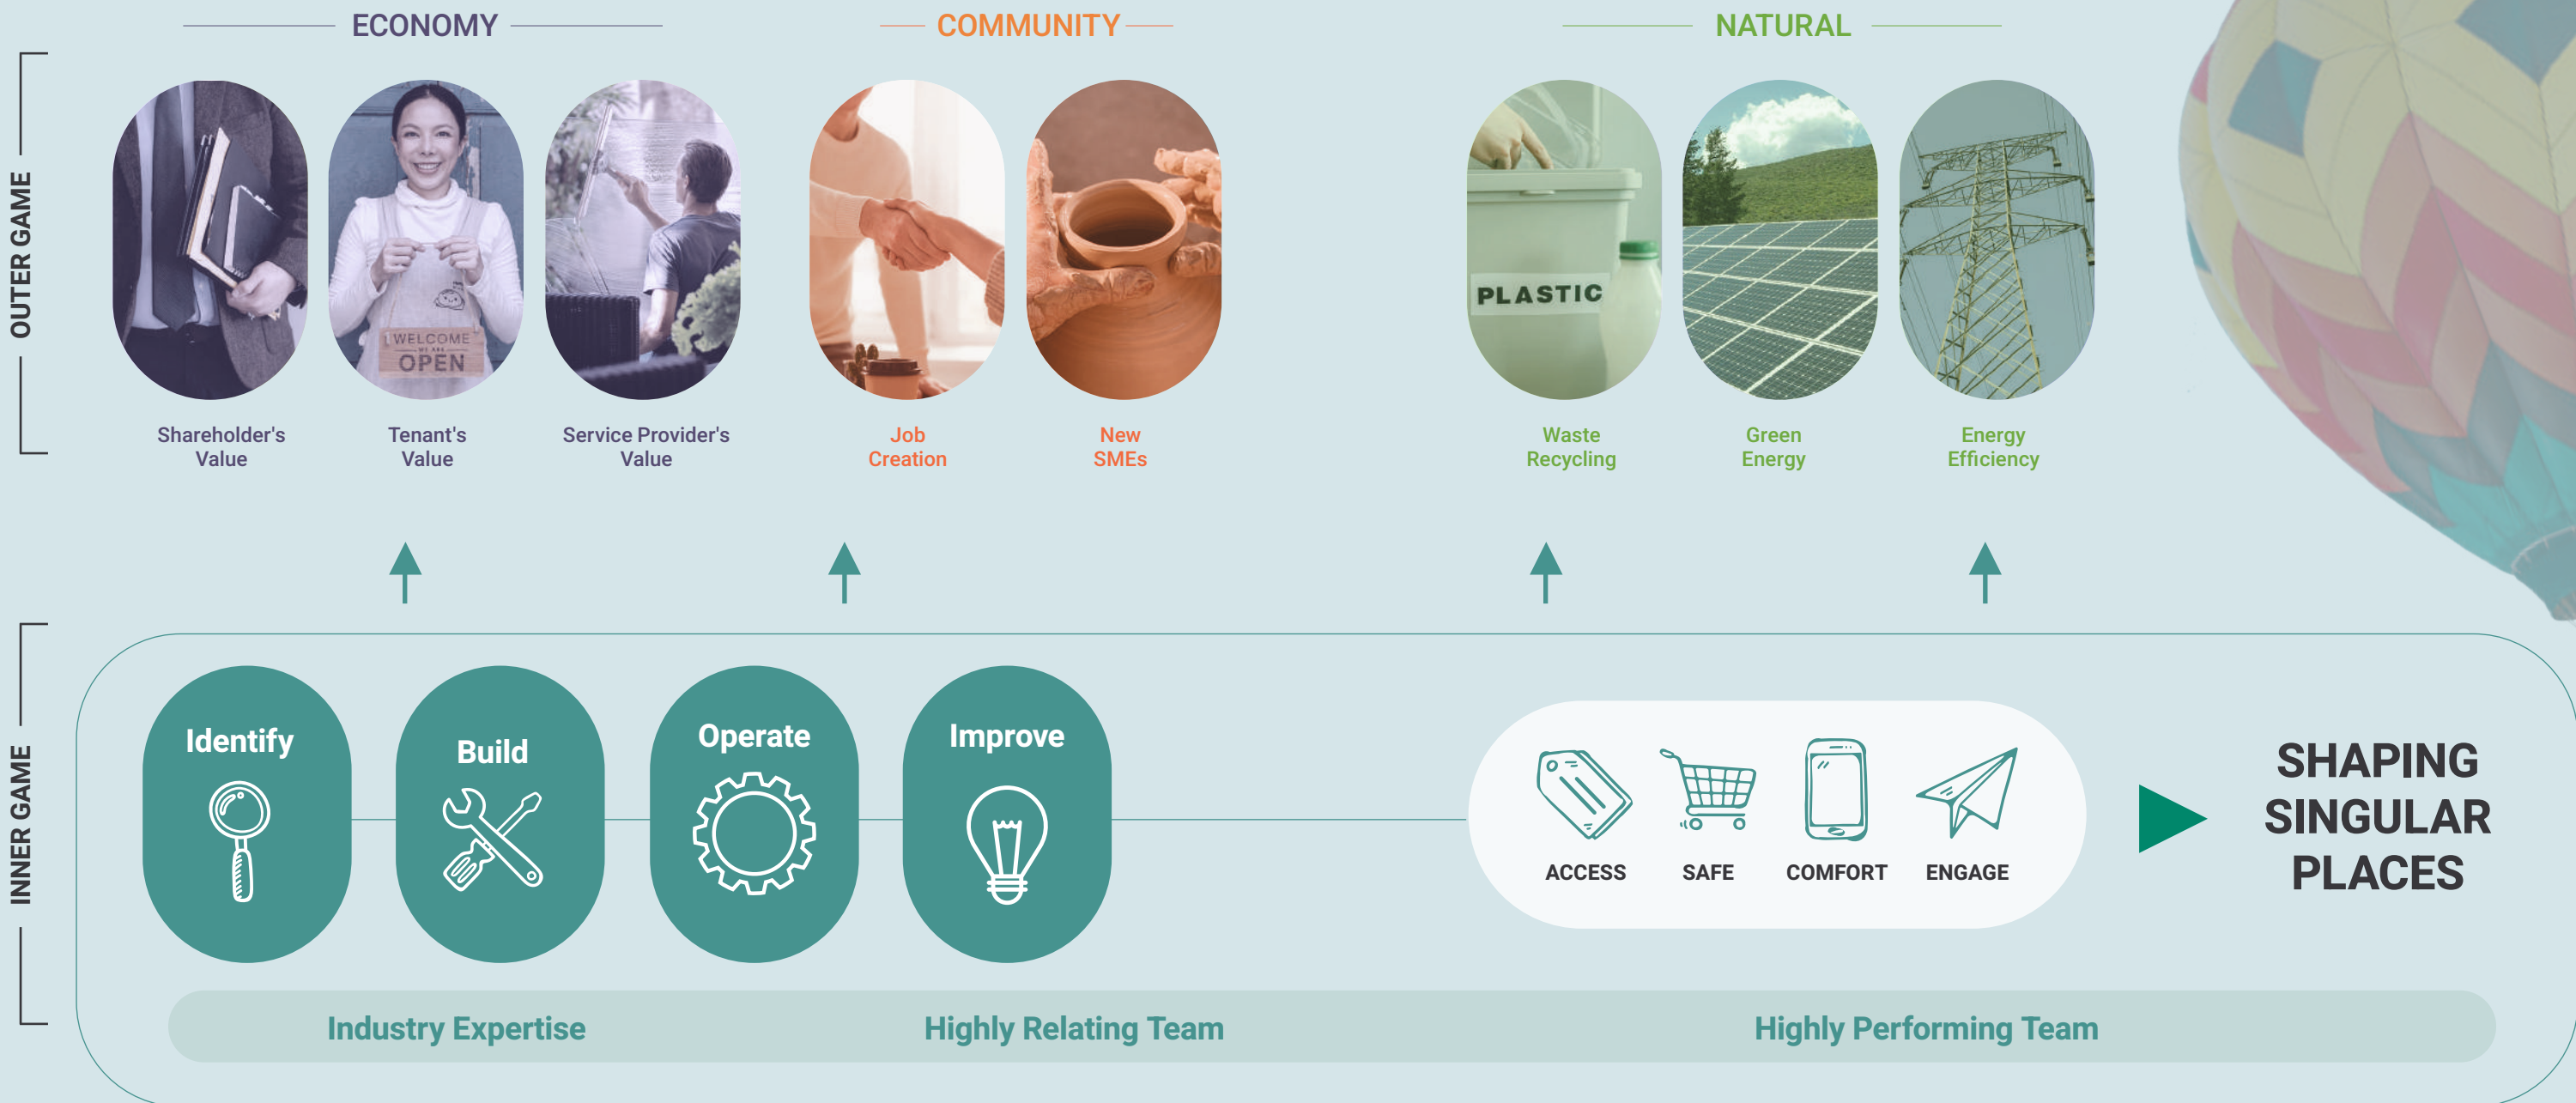 ECONOMY
COMMUNITY
NATURAL
OUTER GAME
WELCOME
WE ARE
OPEN
PLASTIC
Shareholder's
Value
Tenant's
Value
Service Provider's
Value
Job
Creation
New
SMEs
Waste
Recycling
Green
Energy
Energy
Efficiency
INNER GAME
Identify
Build
Operate
Improve
ACCESS
SAFE
COMFORT
ENGAGE
SHAPING
SINGULAR
PLACES
Industry Expertise
Highly Relating Team
Highly Performing Team